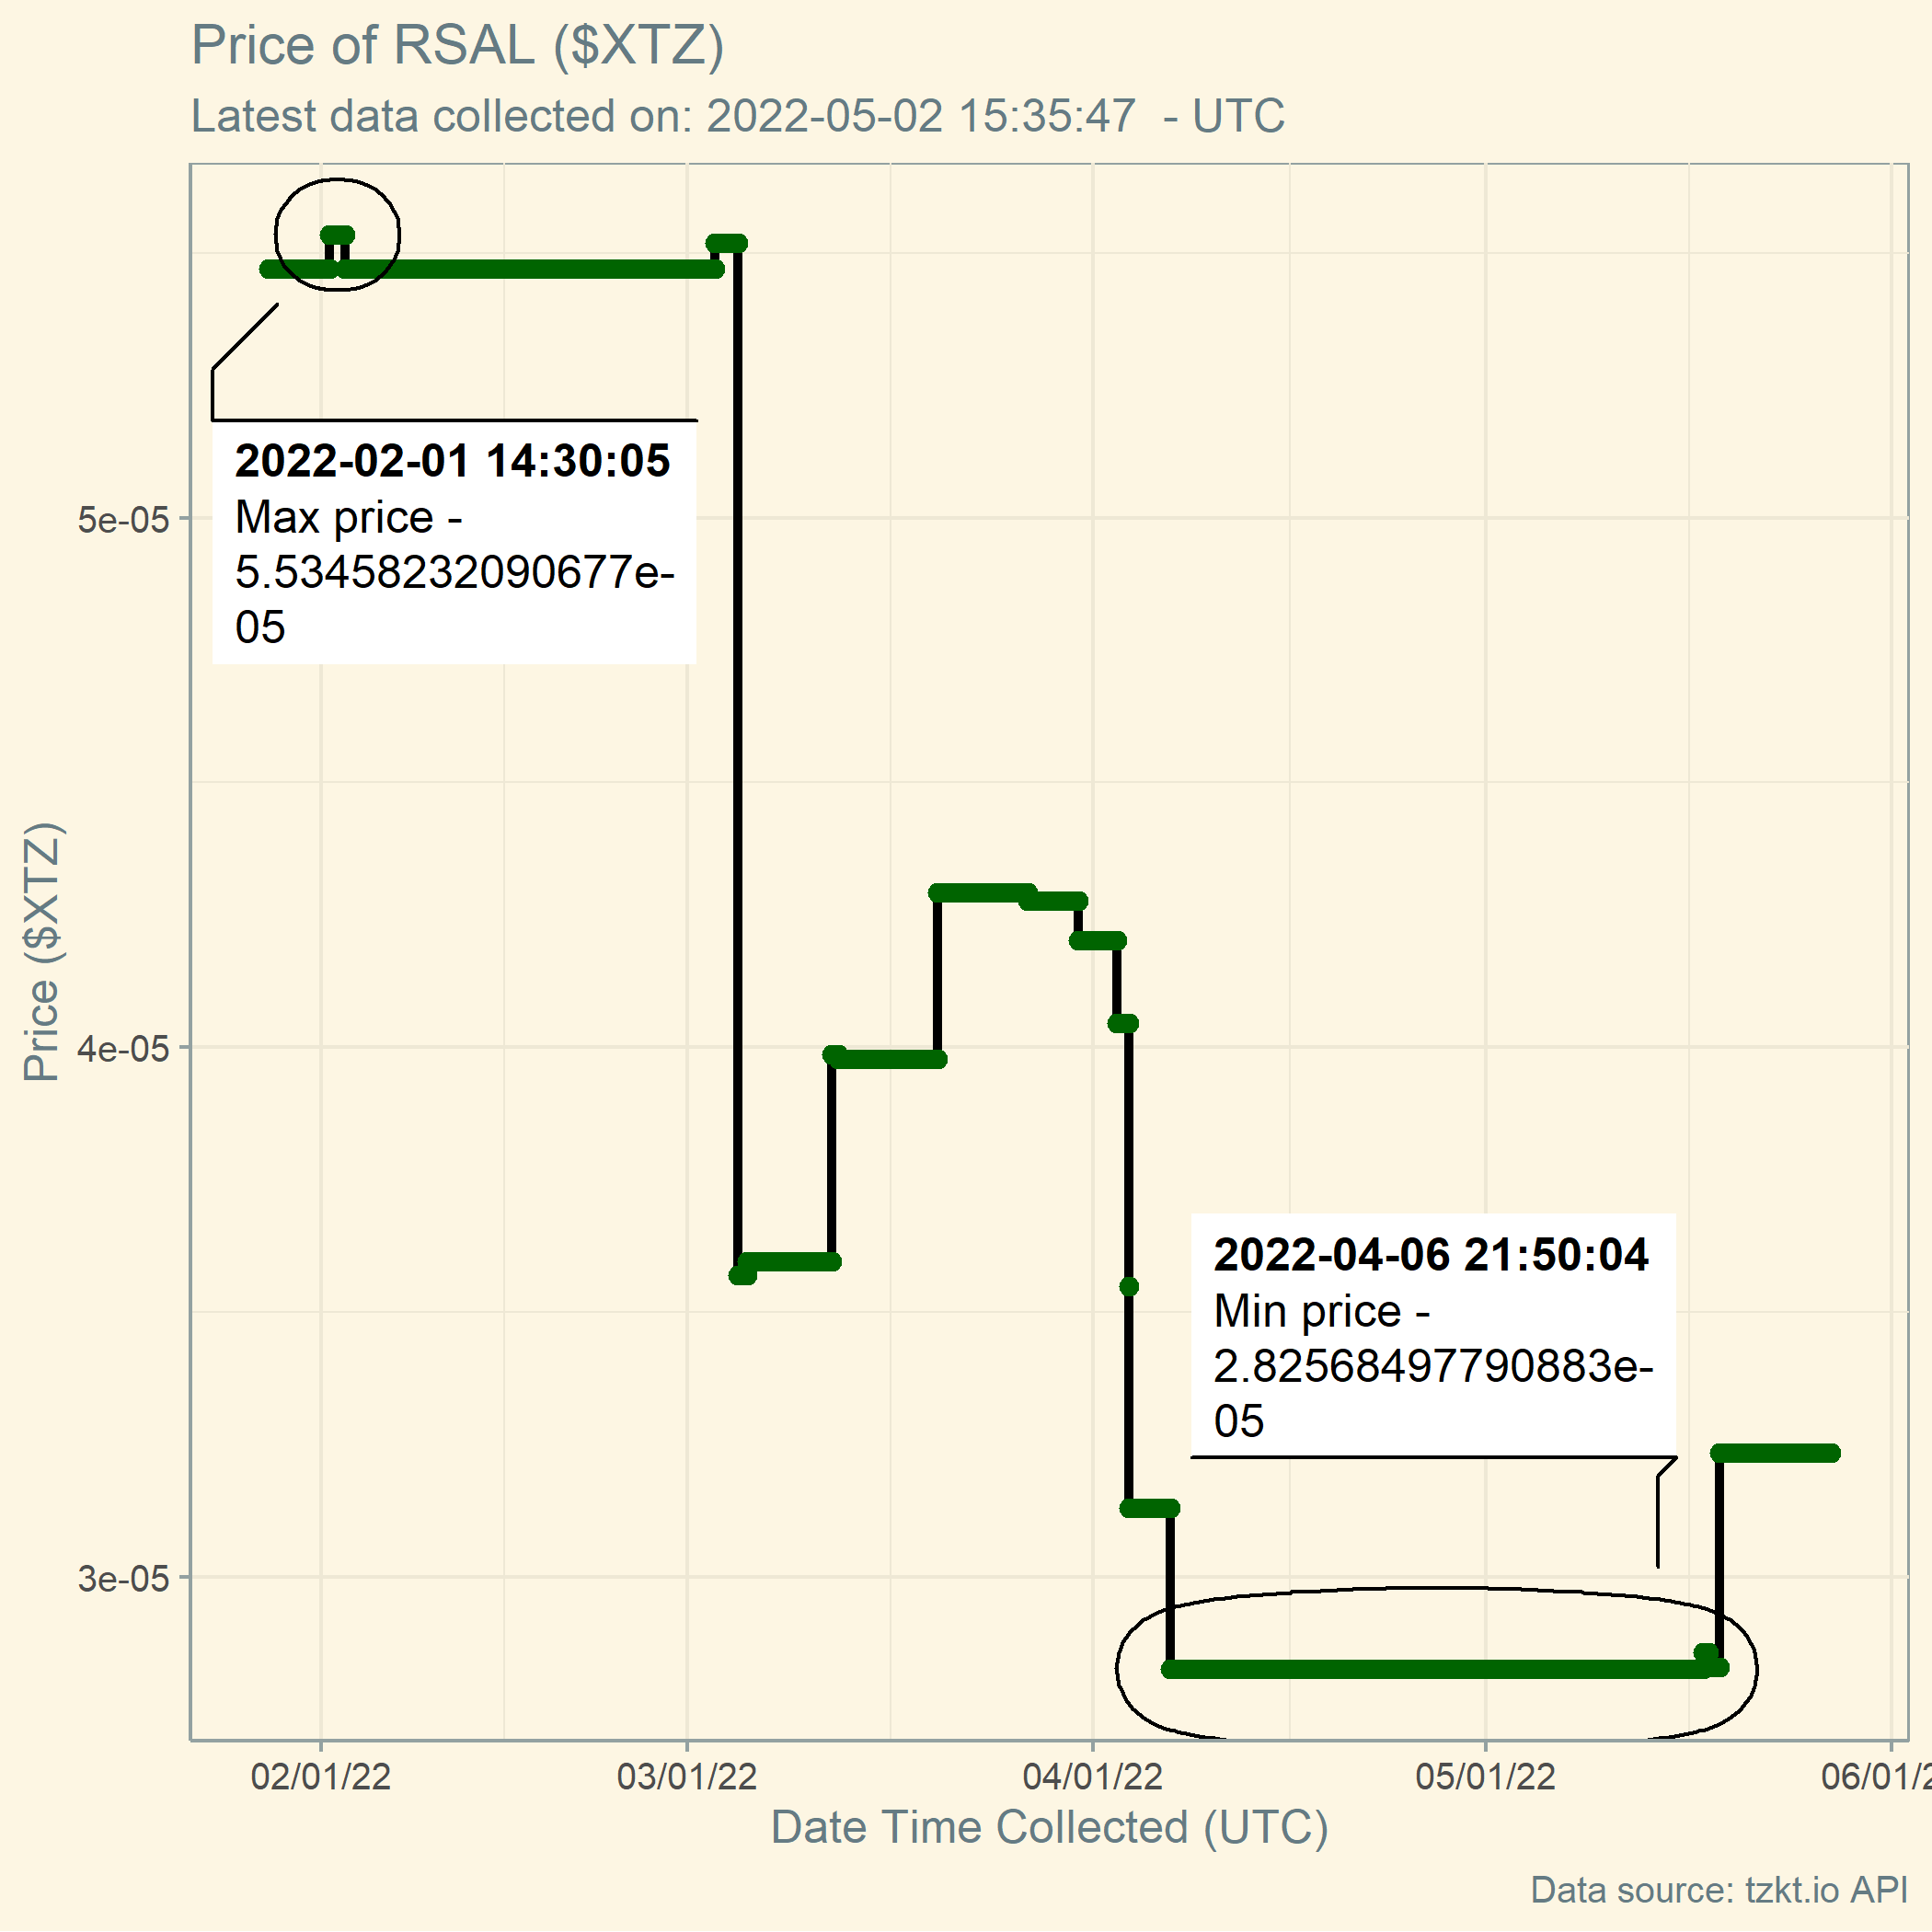 Price of RSAL ($XTZ)
Latest data collected on: 2022-05-02 15:35:47  - UTC
2022-02-01 14:30:05
Max price -
5.53458232090677e-
05
5e-05
Price ($XTZ)
4e-05
2022-04-06 21:50:04
Min price -
2.82568497790883e-
05
3e-05
02/01/22
03/01/22
04/01/22
05/01/22
06/01/2
Date Time Collected (UTC)
Data source: tzkt.io API